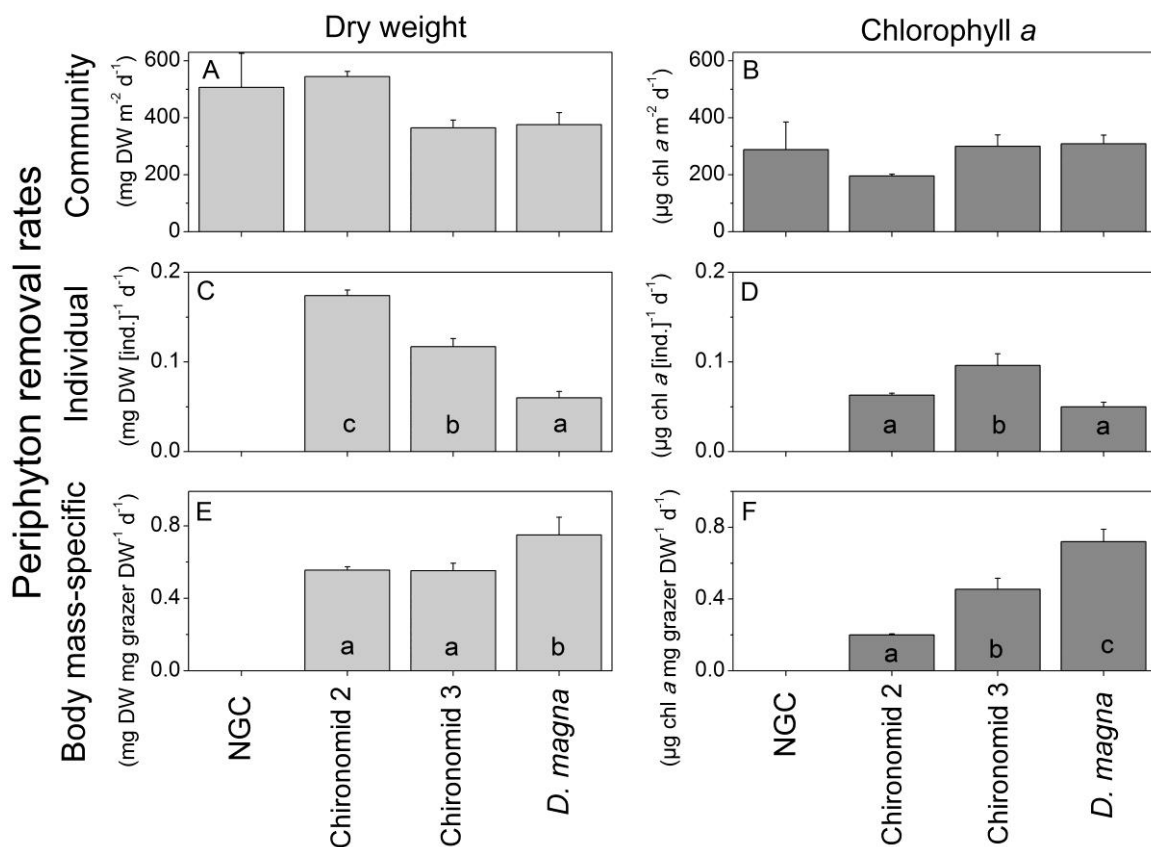 Dry weight
Chlorophyll a
Periphyton removal rates
Community
(mg DW m⁻² d⁻¹)
600
400
200
0
A
(µg chl a m⁻² d⁻¹)
600
400
200
0
B
Individual
(mg DW [ind.]⁻¹ d⁻¹)
0.2
0.1
0.0
C
c
b
a
(µg chl a [ind.]⁻¹ d⁻¹)
0.2
0.1
0.0
D
a
b
a
Body mass-specific
(mg DW mg grazer DW⁻¹ d⁻¹)
0.8
0.4
0.0
E
a
a
b
(µg chl a mg grazer DW⁻¹ d⁻¹)
0.8
0.4
0.0
F
a
b
c
NGC
Chironomid 2
Chironomid 3
D. magna
NGC
Chironomid 2
Chironomid 3
D. magna